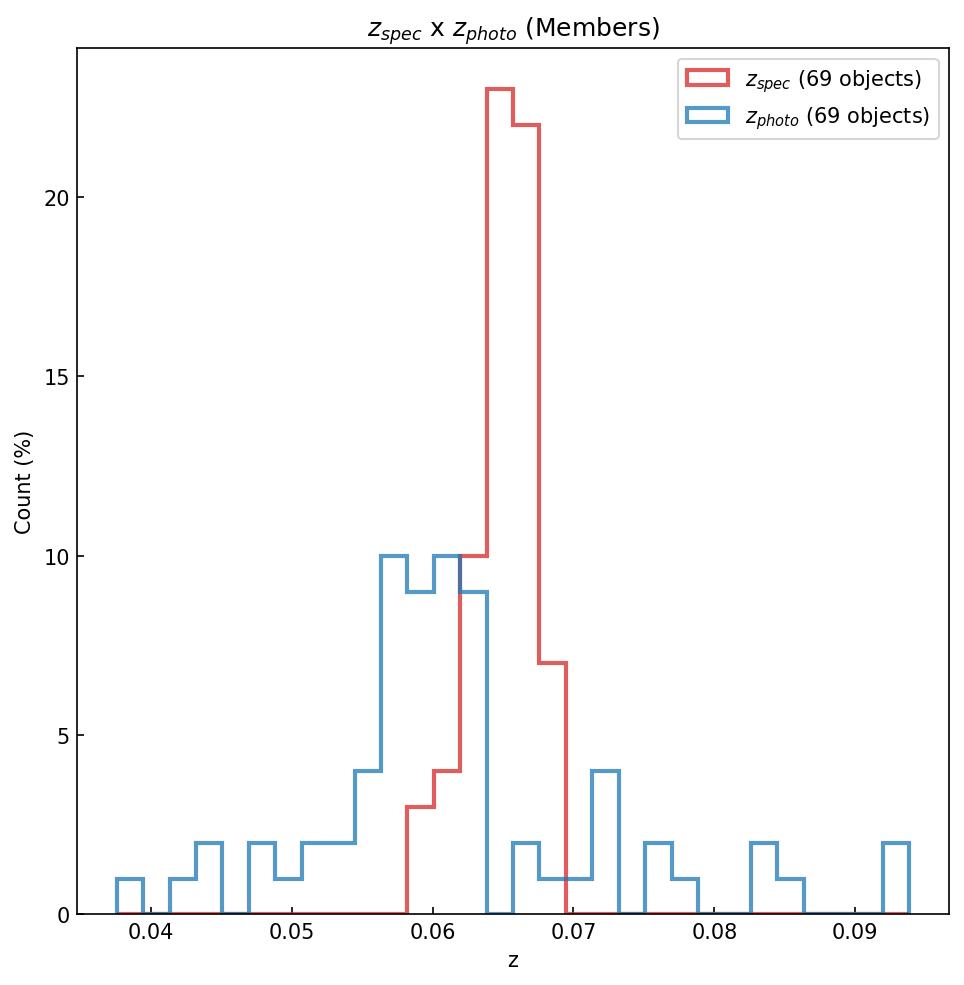 z_spec x z_photo (Members)
z_spec (69 objects)
z_photo (69 objects)
Count (%)
20
15
10
5
0
0.04 0.05 0.06 0.07 0.08 0.09
z